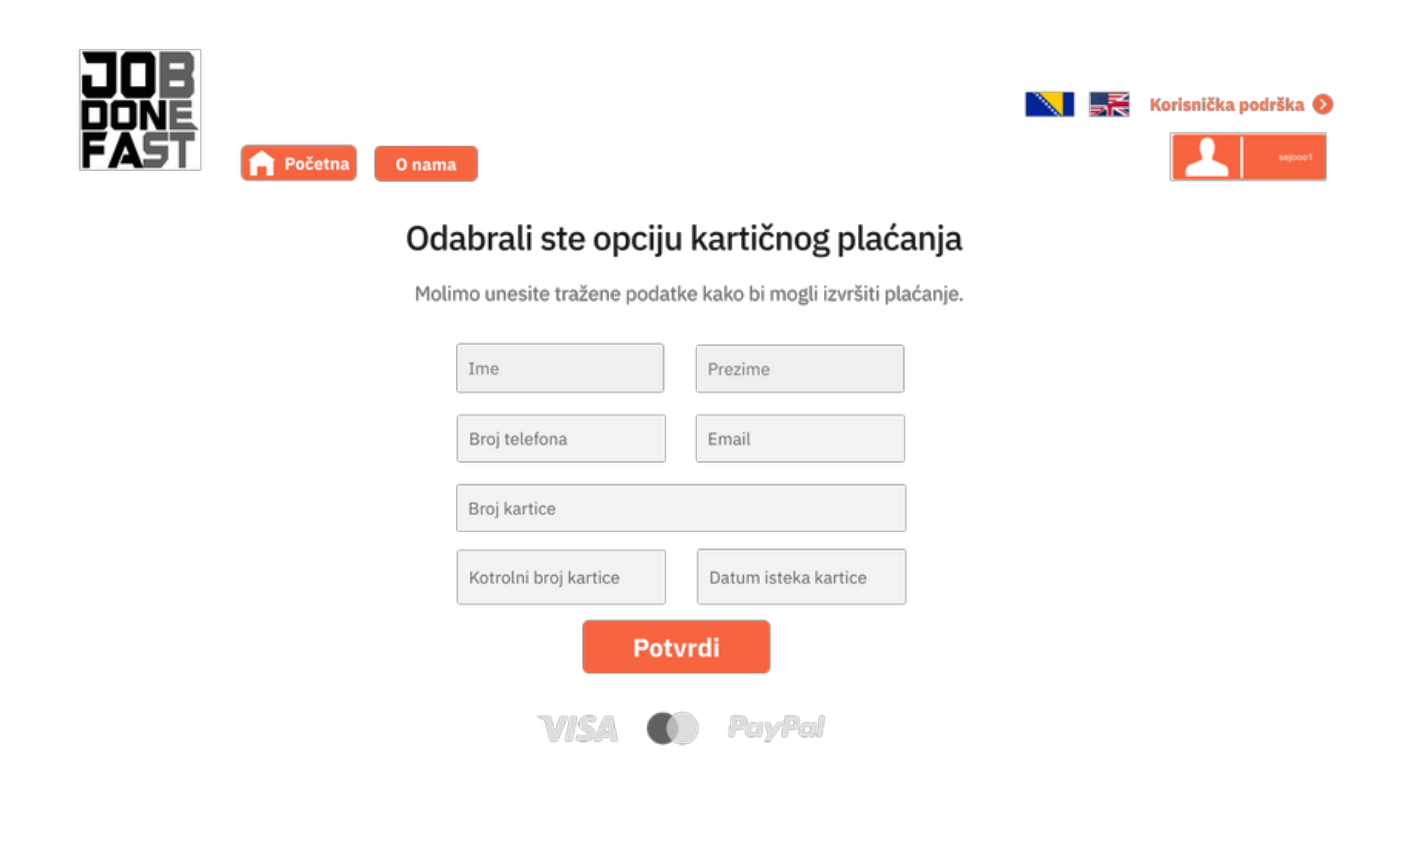 JOB
DONE
FAST
Korisnička podrška
Početna
O nama
sejooo1
Odabrali ste opciju kartičnog plaćanja
Molimo unesite tražene podatke kako bi mogli izvršiti plaćanje.
Ime
Prezime
Broj telefona
Email
Broj kartice
Kotrolni broj kartice
Datum isteka kartice
Potvrdi
VISA
PayPal